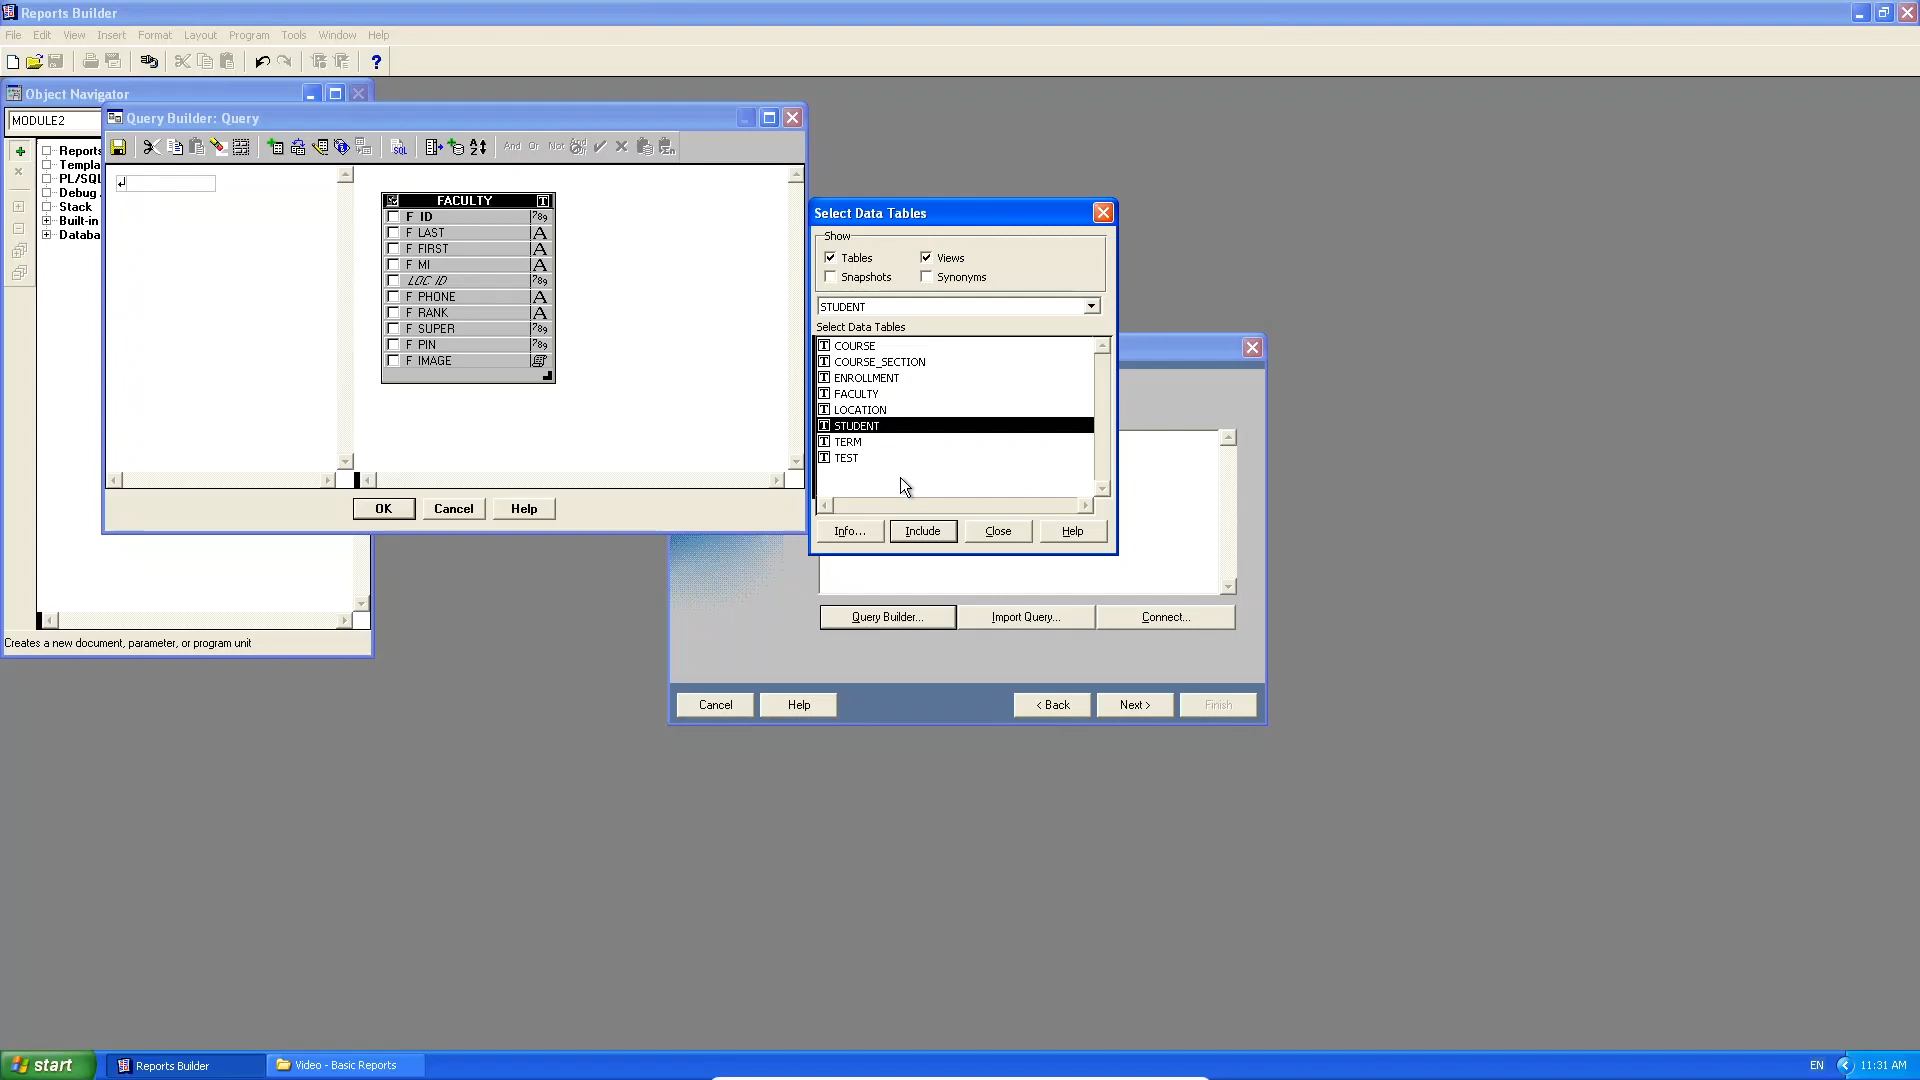 Reports Builder
File Edit View Insert Format Program Tools Window Help
Object Navigator
MODULE2
Reports
Templa
PL/SQL
Debug
Stack
Built-in
Databa
Creates a new document, parameter, or program unit
Query Builder: Query
SQL
And Or Not
FACULTY T
F ID 789
F LAST A
F FIRST A
F MI A
LOC ID 789
F PHONE A
F RANK A
F SUPER 789
F PIN 789
F IMAGE
OK Cancel Help
Select Data Tables
Show
Tables Views
Snapshots Synonyms
STUDENT
Select Data Tables
T COURSE
T COURSE_SECTION
T ENROLLMENT
T FACULTY
T LOCATION
T STUDENT
T TERM
T TEST
Info... Include Close Help
Query Builder... Import Query... Connect...
Cancel Help < Back Next > Finish
start Reports Builder Video - Basic Reports EN 11:31 AM